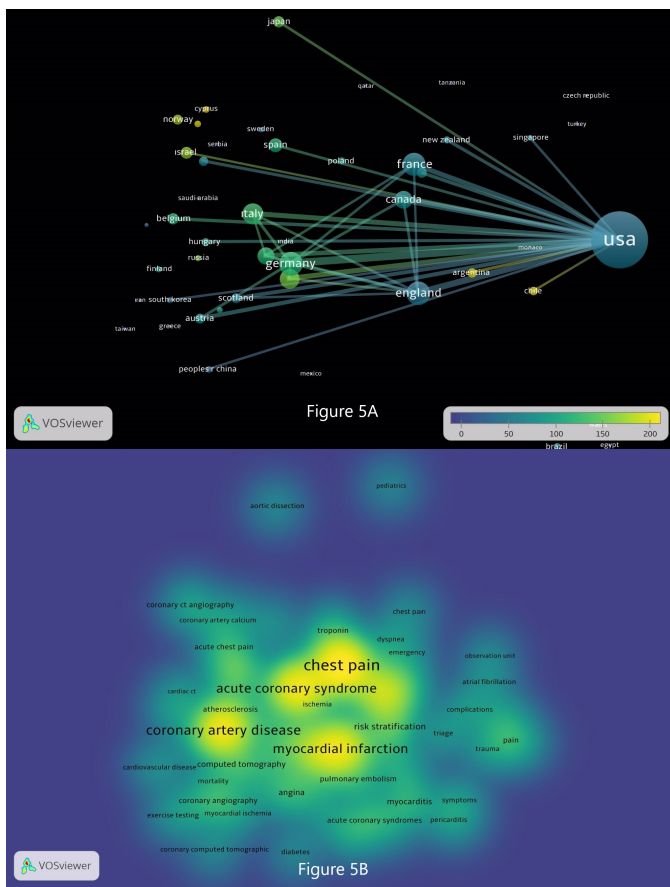 japan
qatar
tanzania
czech republic
cyprus
norway
sweden
serbia
spain
new zealand
singapore
turkey
israel
poland
france
saudi arabia
canada
belgium
italy
hungary
india
usa
monaco
russia
germany
finland
argentina
south korea
scotland
england
chile
austria
taiwan
greece
peoples r china
mexico
Figure 5A
VOSviewer
0 50 100 150 200
brazil
egypt
pediatrics
aortic dissection
coronary ct angiography
chest pain
coronary artery calcium
troponin
dyspnea
acute chest pain
emergency
observation unit
chest pain
cardiac ct
acute coronary syndrome
atrial fibrillation
ischemia
atherosclerosis
complications
coronary artery disease
risk stratification
triage
pain
myocardial infarction
trauma
cardiovascular disease
computed tomography
mortality
pulmonary embolism
angina
coronary angiography
myocarditis
symptoms
exercise testing
myocardial ischemia
acute coronary syndromes
pericarditis
coronary computed tomographic
diabetes
VOSviewer
Figure 5B